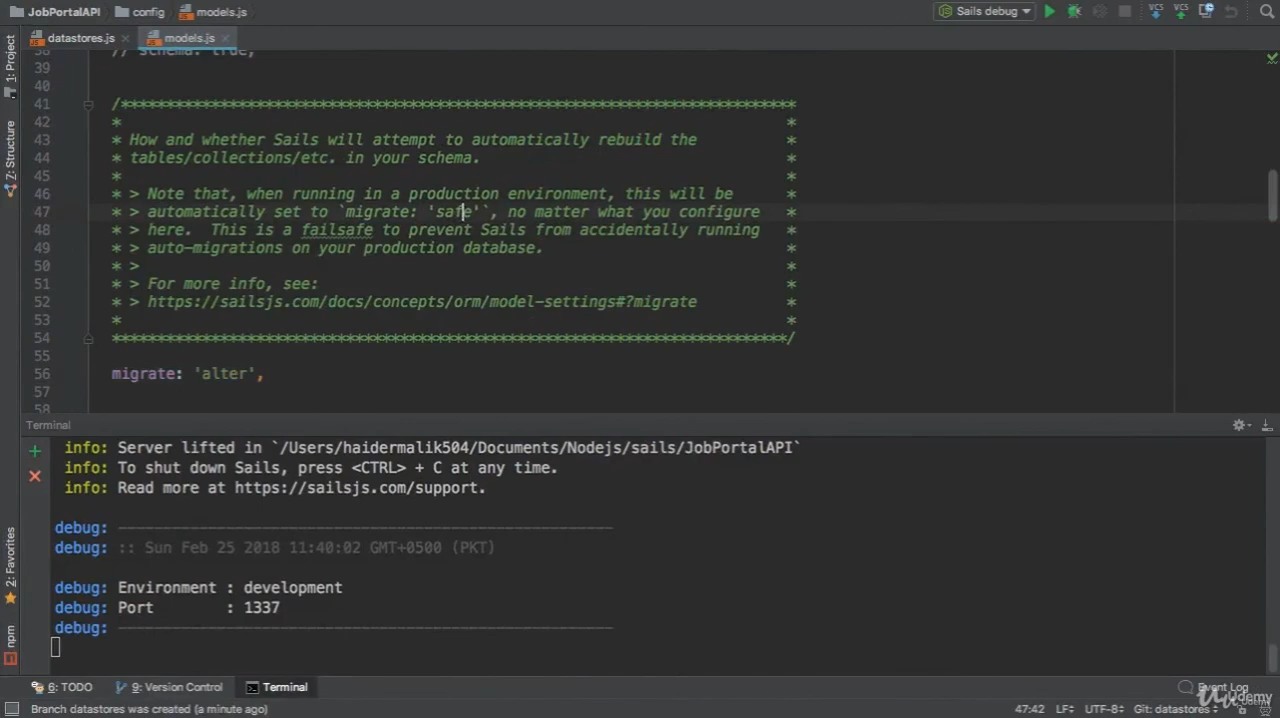 JobPortalAPI config models.js Sails debug VCS VCS
datastores.js models.js
38 // schema: true,
39
40
41 /***************************************************************************
42 * *
43 * How and whether Sails will attempt to automatically rebuild the *
44 * tables/collections/etc. in your schema. *
45 * *
46 * > Note that, when running in a production environment, this will be *
47 * > automatically set to `migrate: 'safe'`, no matter what you configure *
48 * > here.  This is a failsafe to prevent Sails from accidentally running *
49 * > auto-migrations on your production database. *
50 * > *
51 * > For more info, see: *
52 * > https://sailsjs.com/docs/concepts/orm/model-settings#?migrate *
53 * *
54 ***************************************************************************/
55
56 migrate: 'alter',
57
58
1: Project
7: Structure
2: Favorites
npm
Terminal
info: Server lifted in `/Users/haidermalik504/Documents/Nodejs/sails/JobPortalAPI`
info: To shut down Sails, press <CTRL> + C at any time.
info: Read more at https://sailsjs.com/support.
debug: -------------------------------------------------------
debug: :: Sun Feb 25 2018 11:40:02 GMT+0500 (PKT)
debug: Environment : development
debug: Port : 1337
debug: -------------------------------------------------------
6: TODO 9: Version Control Terminal Event Log
Udemy
Branch datastores was created (a minute ago) 47:42 LF÷ UTF-8÷ Git: datastores÷